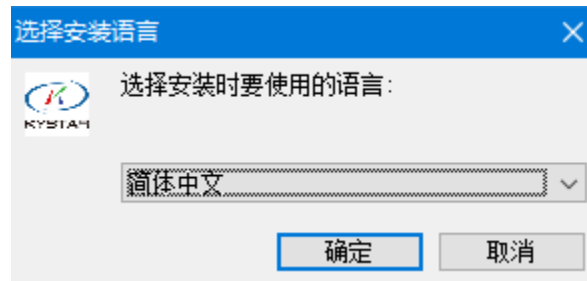 选择安装语言
选择安装时要使用的语言:
KYSTAR
简体中文
确定
取消